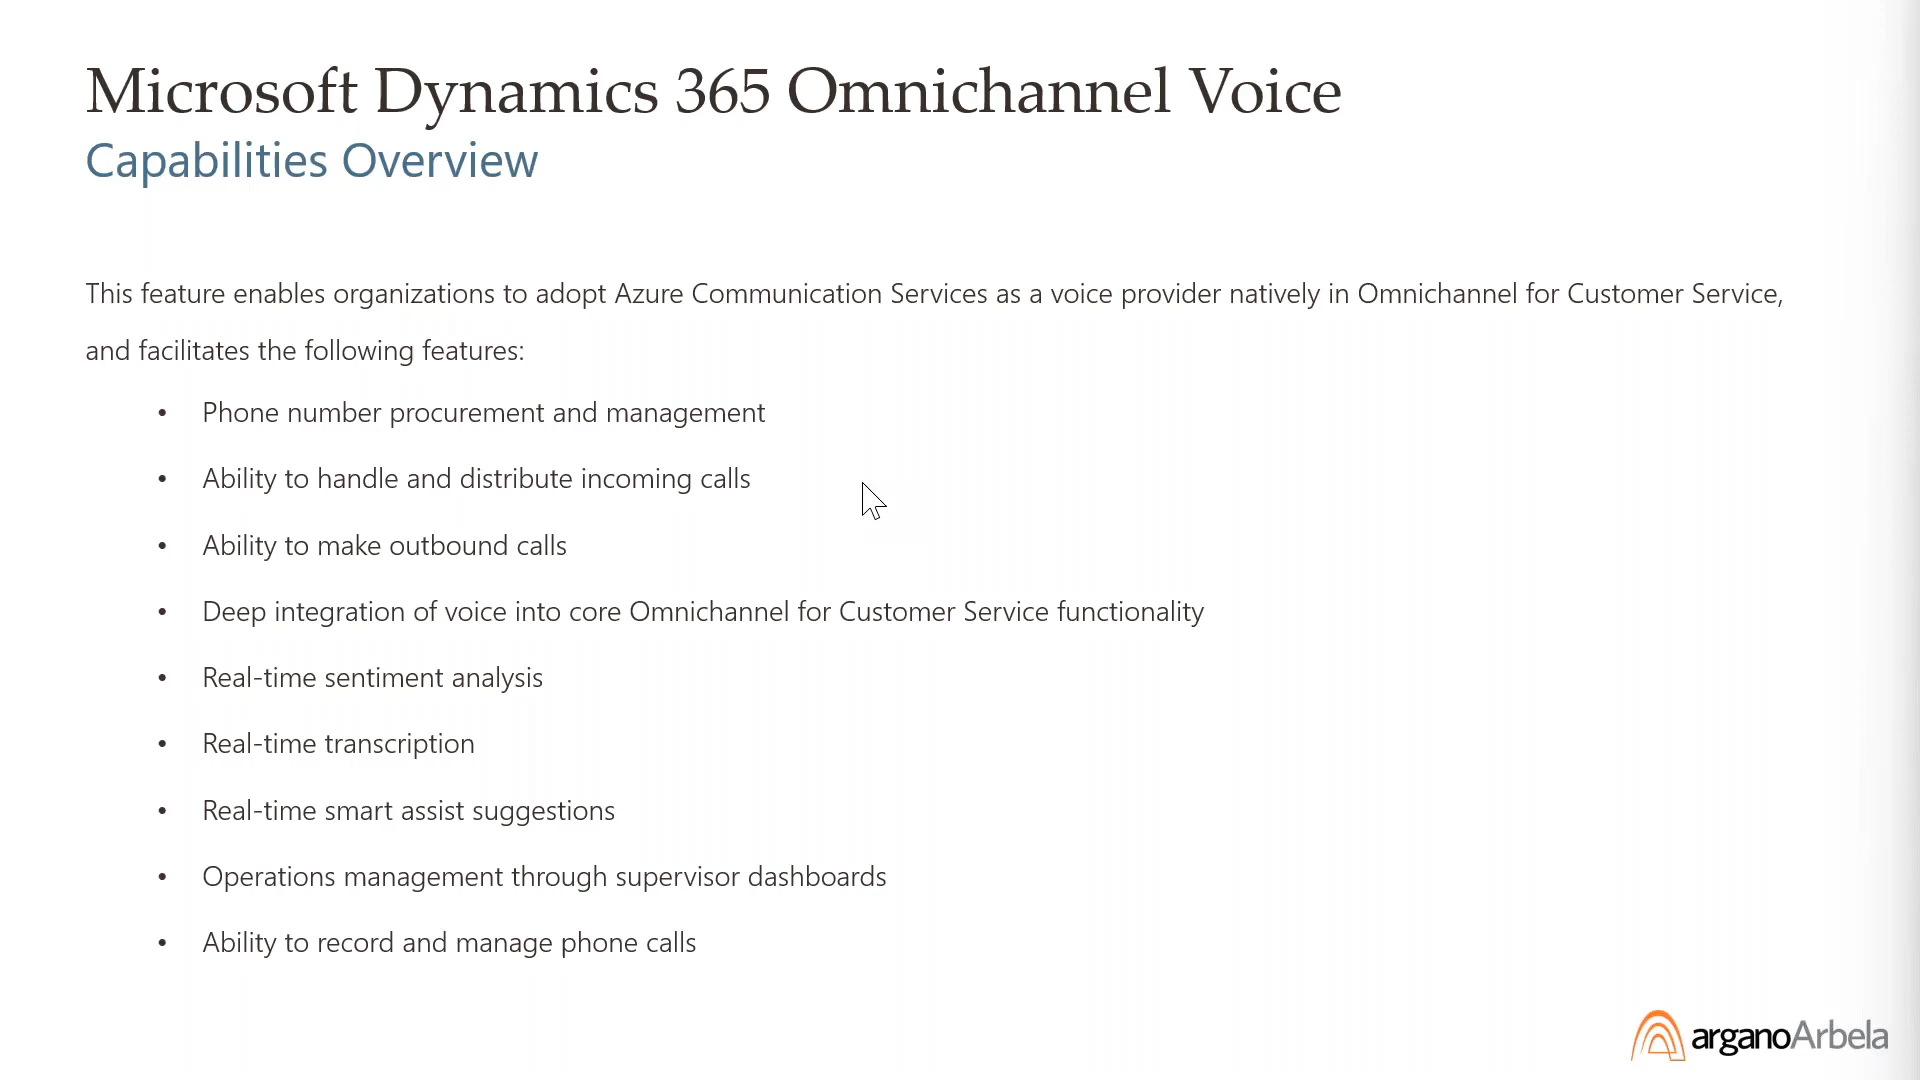 Microsoft Dynamics 365 Omnichannel Voice
Capabilities Overview
This feature enables organizations to adopt Azure Communication Services as a voice provider natively in Omnichannel for Customer Service,
and facilitates the following features:
• Phone number procurement and management
• Ability to handle and distribute incoming calls
• Ability to make outbound calls
• Deep integration of voice into core Omnichannel for Customer Service functionality
• Real-time sentiment analysis
• Real-time transcription
• Real-time smart assist suggestions
• Operations management through supervisor dashboards
• Ability to record and manage phone calls
arganoArbela